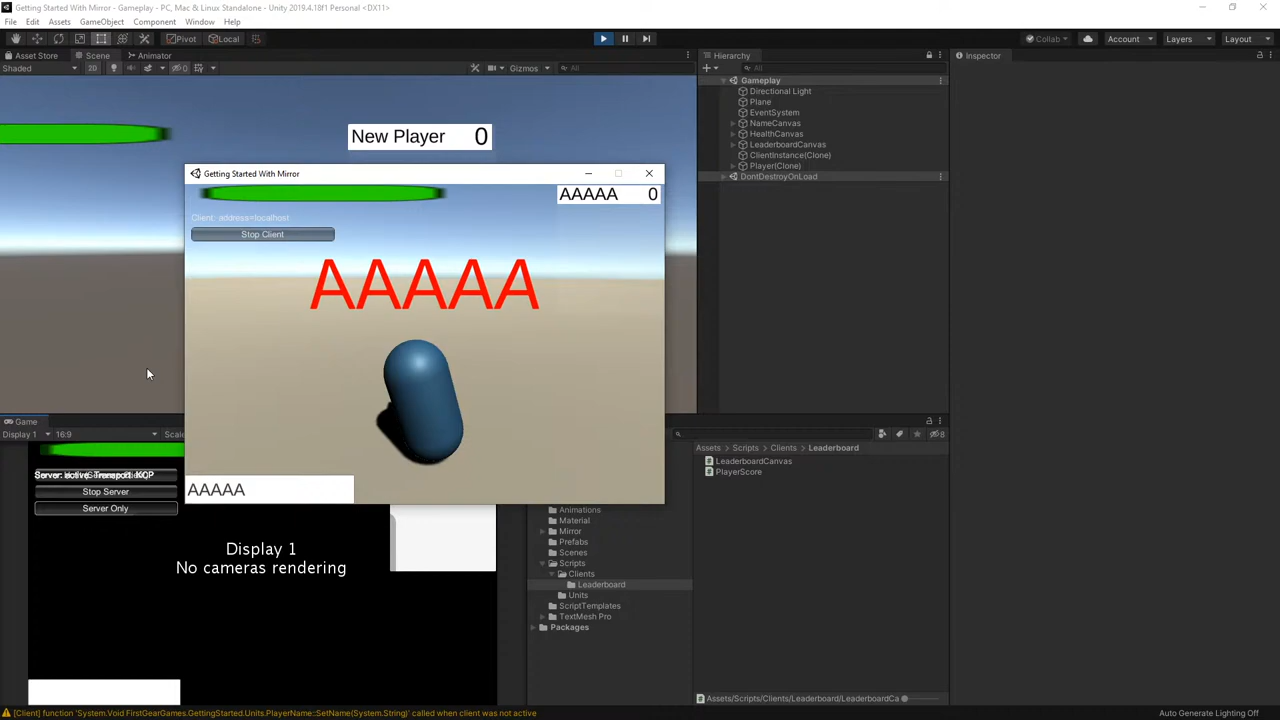 Getting Started With Mirror - Gameplay - PC, Mac & Linux Standalone - Unity 2019.4.18f1 Personal <DX11>
File Edit Assets GameObject Component Window Help
Pivot Local
Collab Account Layers Layout
Asset Store Scene Animator
Shaded 2D 0 Gizmos All
Hierarchy
All
Inspector
Gameplay
Directional Light
Plane
EventSystem
NameCanvas
HealthCanvas
LeaderboardCanvas
ClientInstance(Clone)
Player(Clone)
DontDestroyOnLoad
New Player 0
Getting Started With Mirror
AAAAA 0
Client: address=localhost
Stop Client
AAAAA
AAAAA
Game
Display 1 16:9 Scale
Stop Server
Server Only
Display 1
No cameras rendering
8
Assets Scripts Clients Leaderboard
LeaderboardCanvas
PlayerScore
Animations
Material
Mirror
Prefabs
Scenes
Scripts
Clients
Leaderboard
Units
ScriptTemplates
TextMesh Pro
Packages
Assets/Scripts/Clients/Leaderboard/LeaderboardCa
[Client] function 'System.Void FirstGearGames.GettingStarted.Units.PlayerName::SetName(System.String)' called when client was not active
Auto Generate Lighting Off